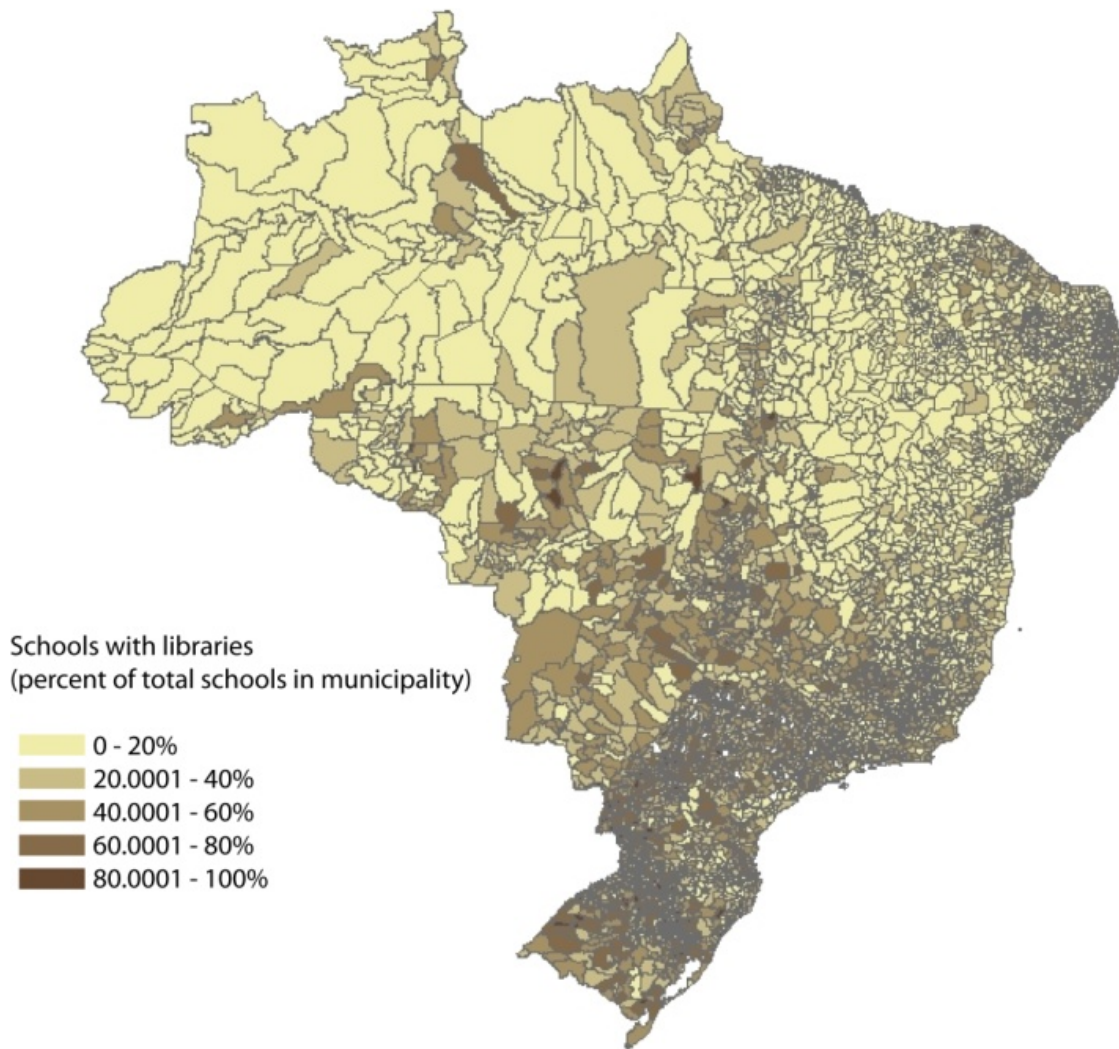 Schools with libraries
(percent of total schools in municipality)
0 - 20%
20.0001 - 40%
40.0001 - 60%
60.0001 - 80%
80.0001 - 100%